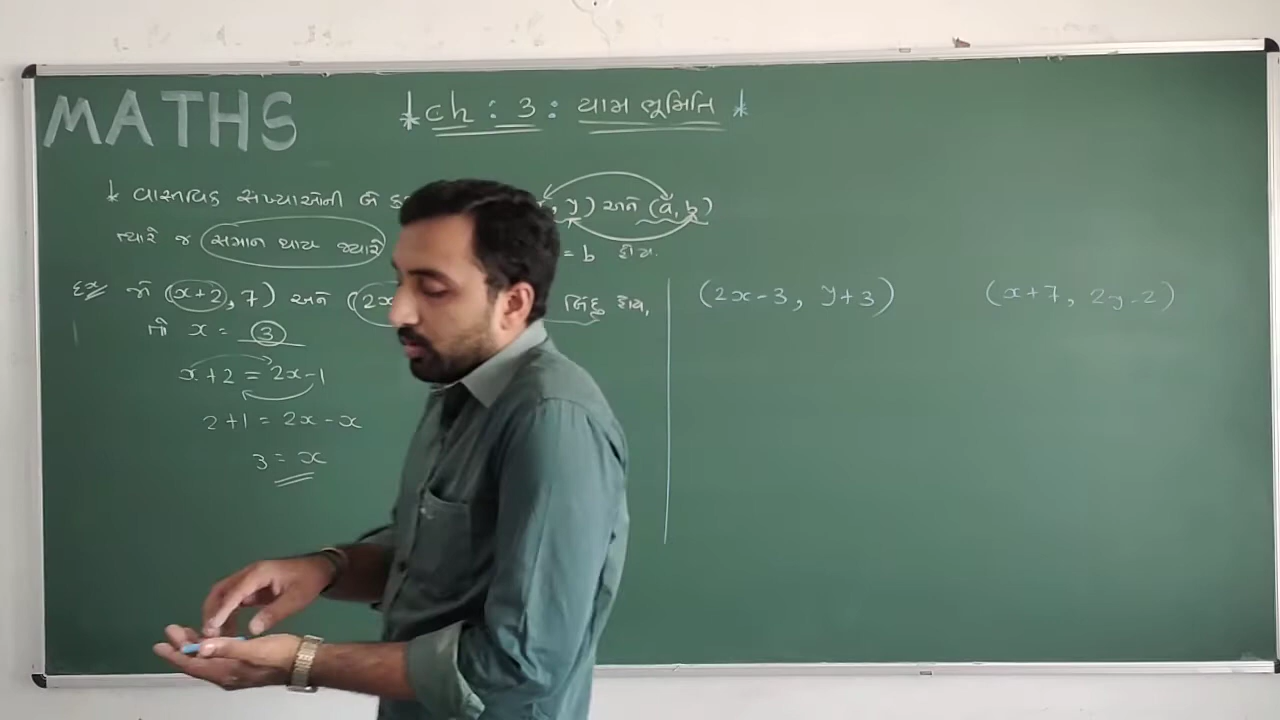 MATHS
* Ch : 3 : યામ ભૂમિતિ *
* વાસ્તવિક સંખ્યાઓની બે , y) અને (a, b)
ત્યારે જ સમાન થાય જ્યારે = b હોય.
દા.ત. જો (x+2, 7) અને (2x બિંદુ હોય,
તો x = 3
x+2 = 2x-1
2+1 = 2x-x
3 = x
(2x-3, y+3) (x+7, 2y-2)